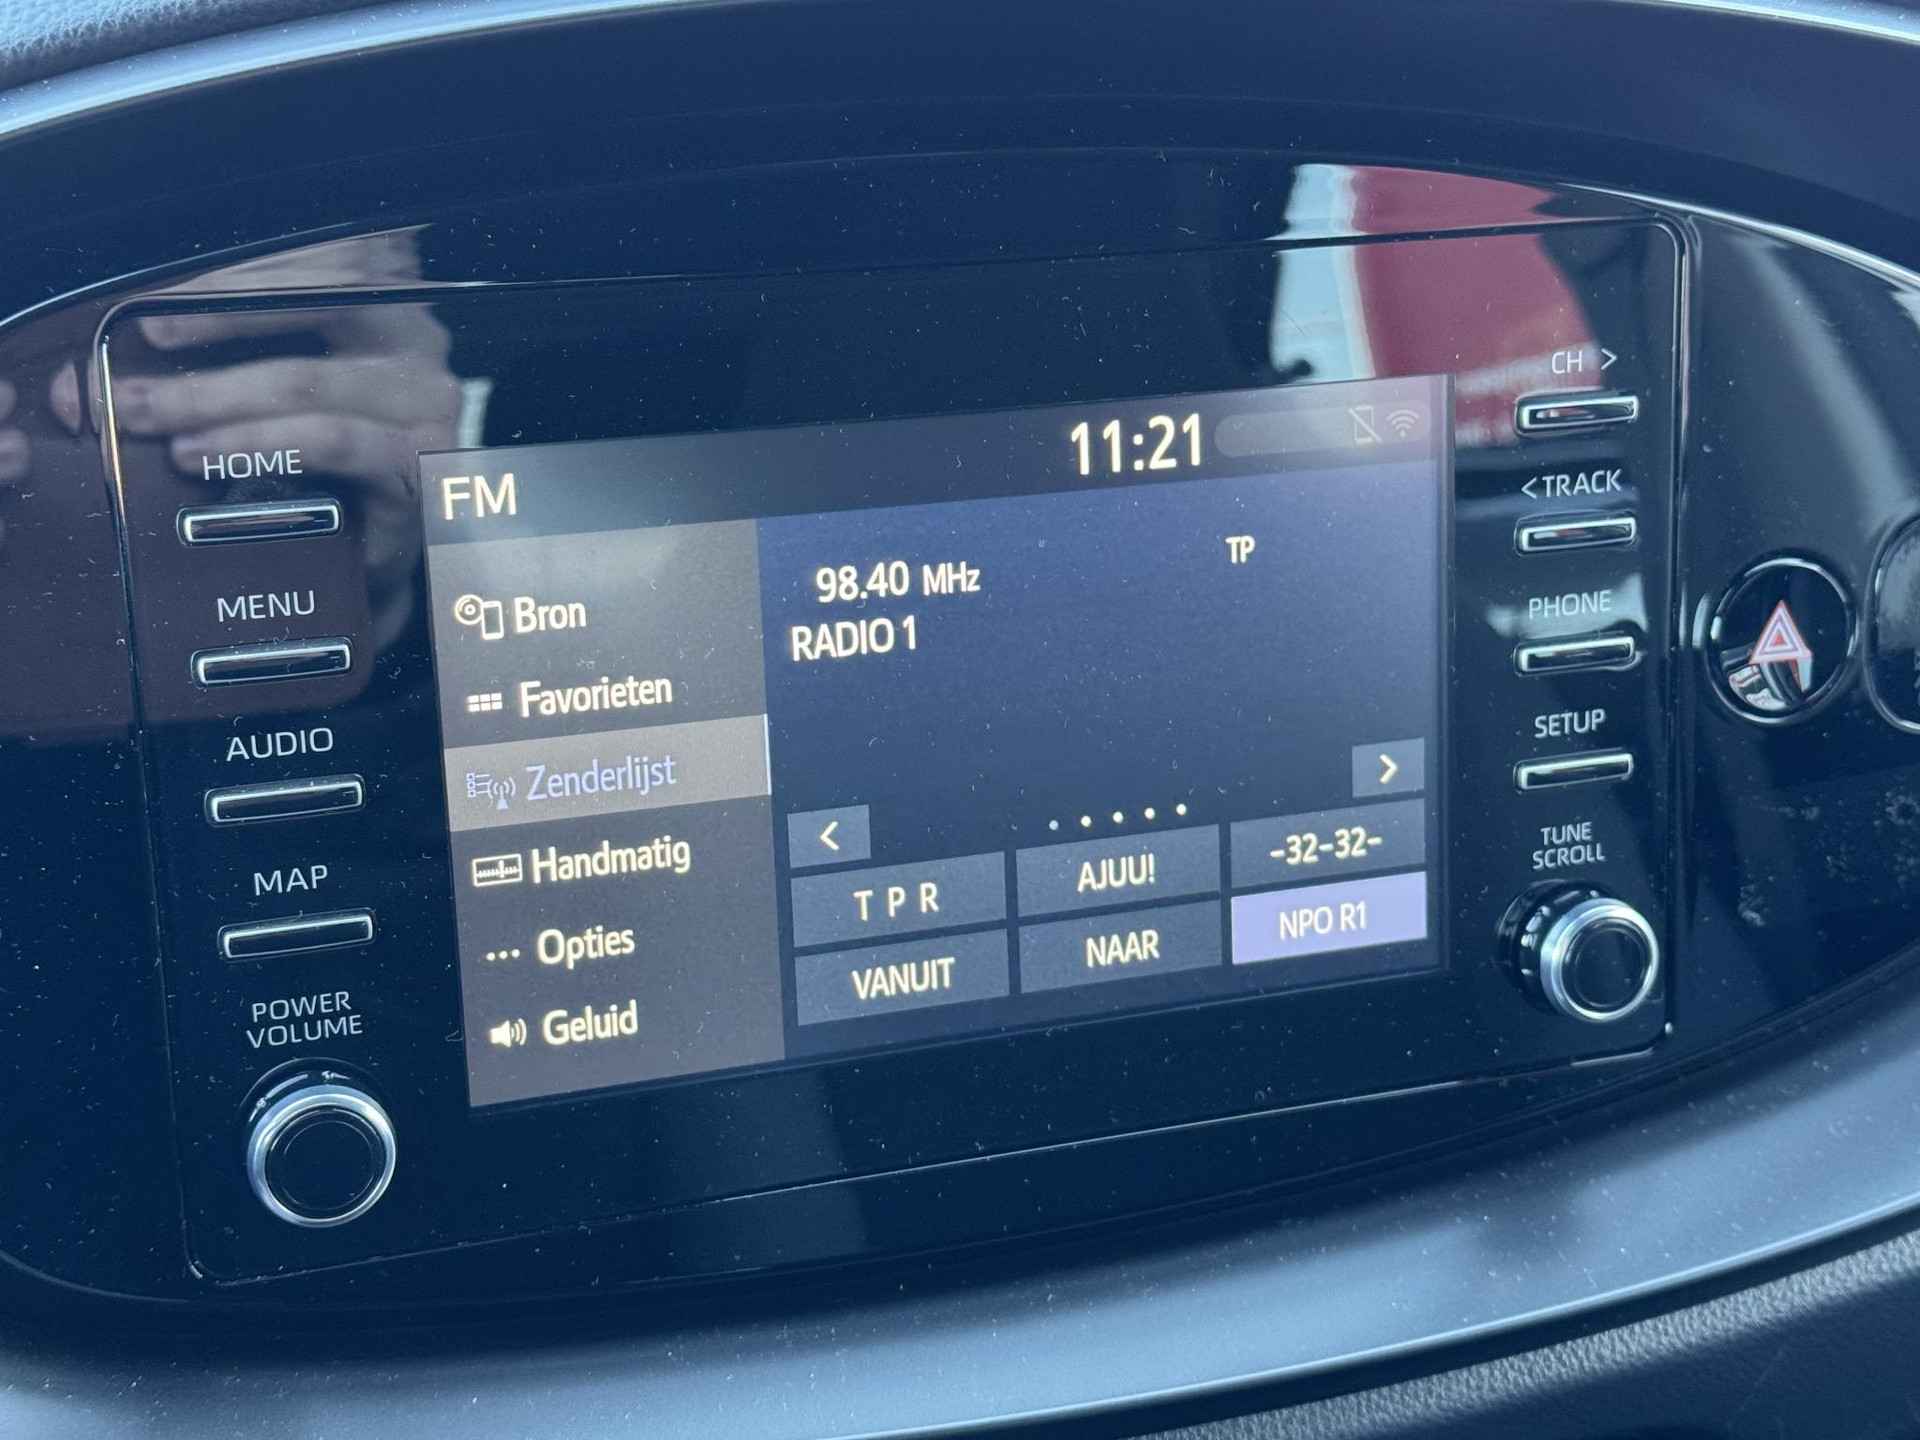 HOME
MENU
AUDIO
MAP
POWER
VOLUME
FM
11:21
Bron
Favorieten
Zenderlijst
Handmatig
Opties
Geluid
98.40 MHz
TP
RADIO 1
<
>
T P R
AJUU!
-32-32-
VANUIT
NAAR
NPO R1
CH >
< TRACK
PHONE
SETUP
TUNE
SCROLL